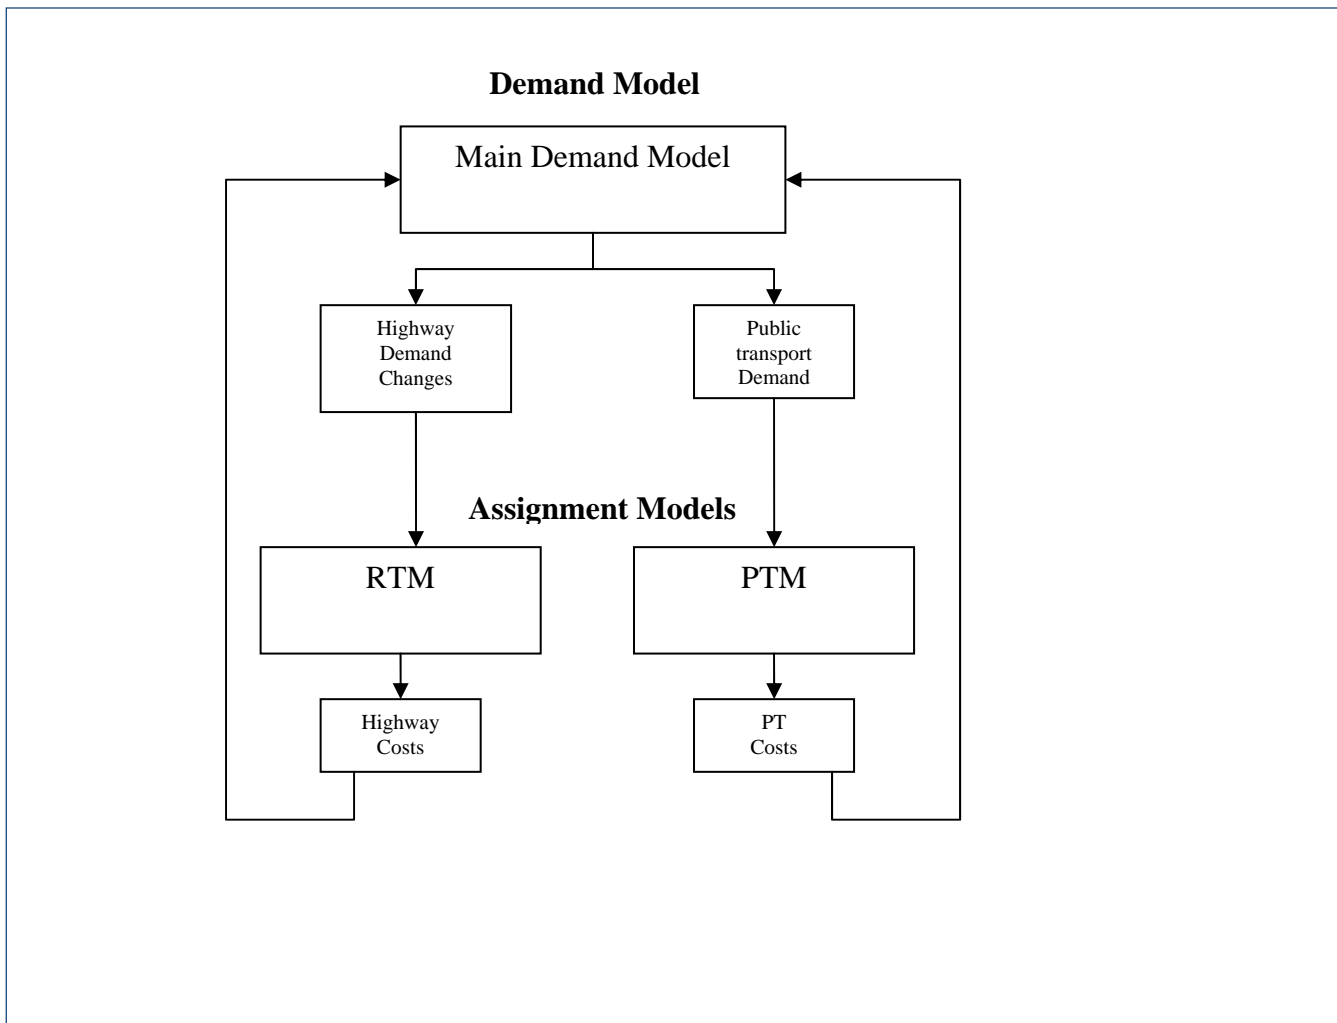 Demand Model
Main Demand Model
Highway
Demand
Changes
Public
transport
Demand
Assignment Models
RTM
PTM
Highway
Costs
PT
Costs